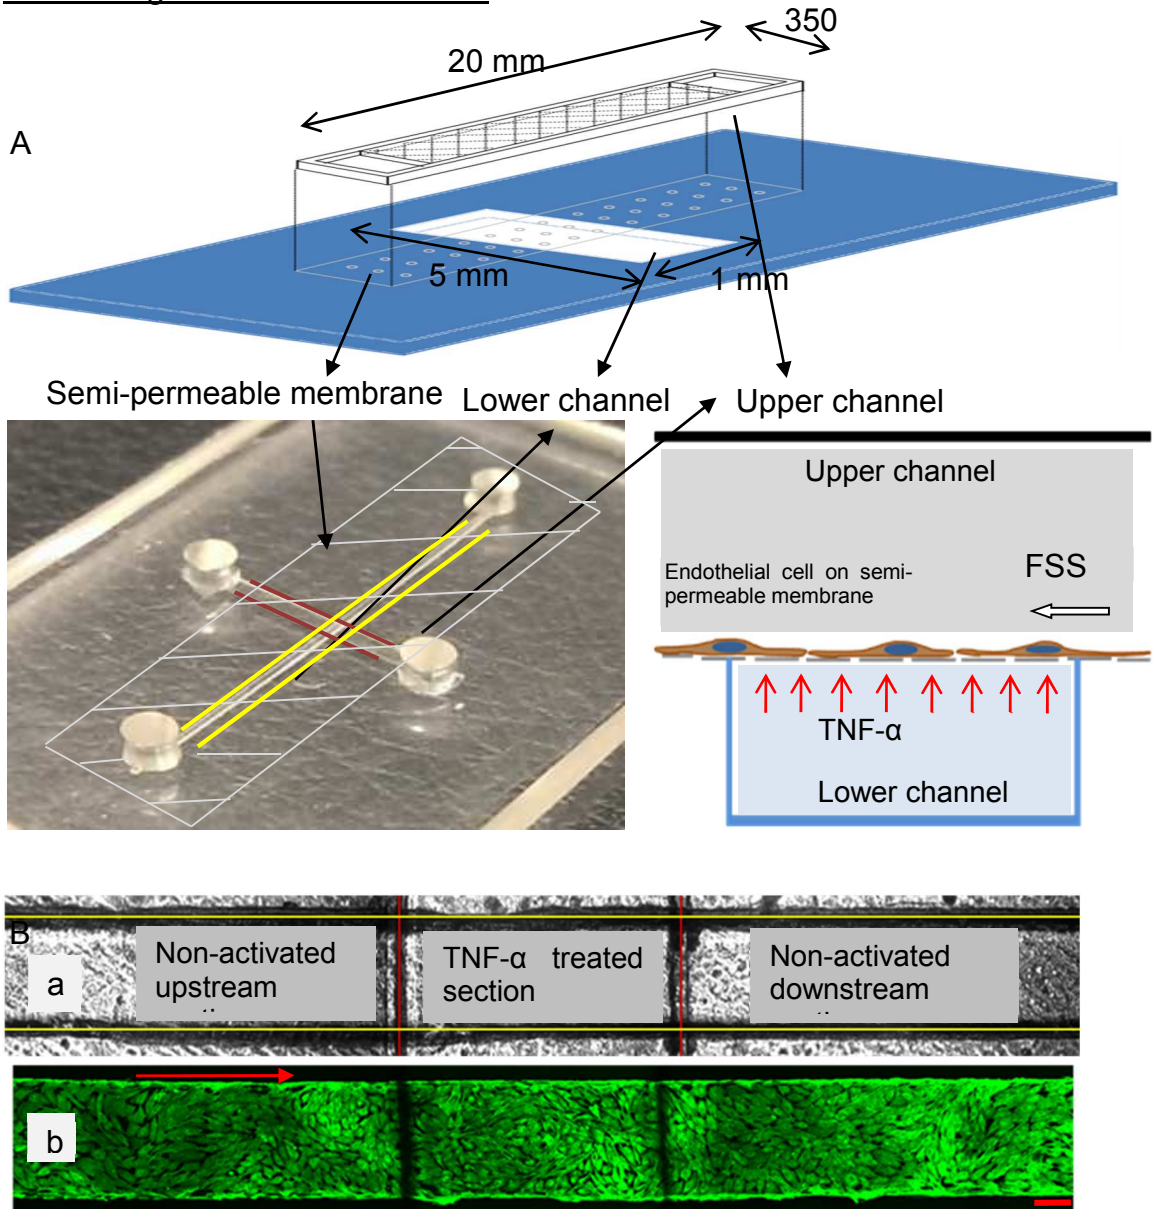 350
20 mm
A
5 mm
1 mm
Semi-permeable membrane
Lower channel
Upper channel
Upper channel
Endothelial cell on semi-
permeable membrane
FSS
TNF-α
Lower channel
B
a
Non-activated
upstream
TNF-α treated
section
Non-activated
downstream
b